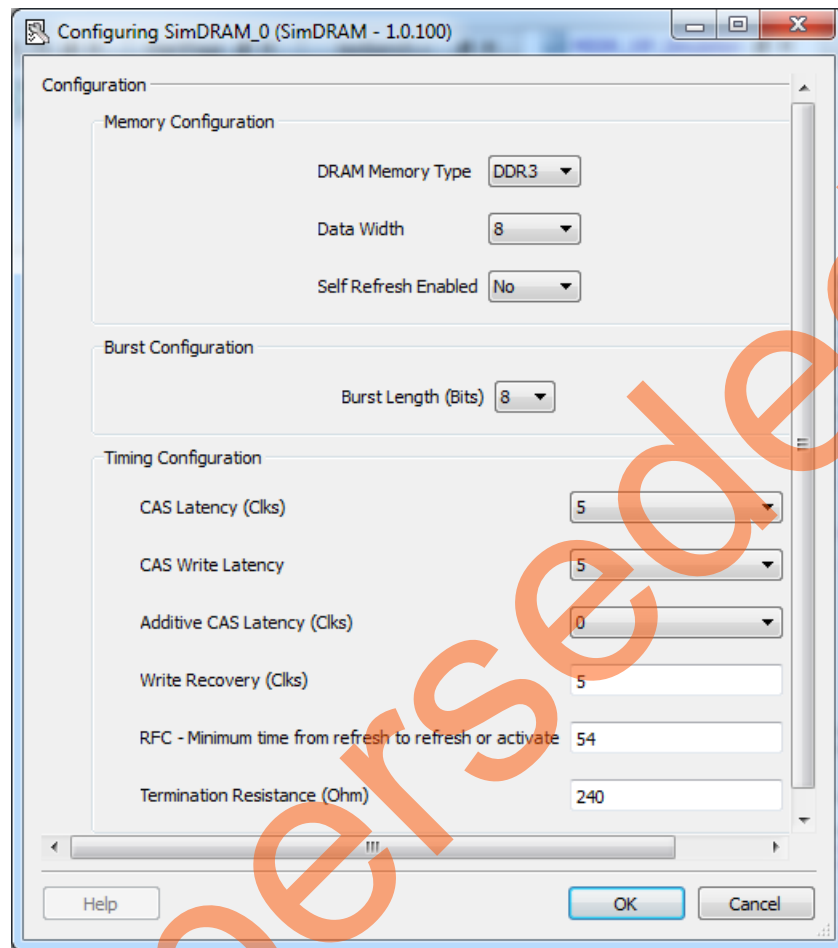 Configuring SimDRAM_0 (SimDRAM - 1.0.100)
Configuration
Memory Configuration
DRAM Memory Type DDR3
Data Width 8
Self Refresh Enabled No
Burst Configuration
Burst Length (Bits) 8
Timing Configuration
CAS Latency (Clks) 5
CAS Write Latency 5
Additive CAS Latency (Clks) 0
Write Recovery (Clks) 5
RFC - Minimum time from refresh to refresh or activate 54
Termination Resistance (Ohm) 240
Help OK Cancel
persede